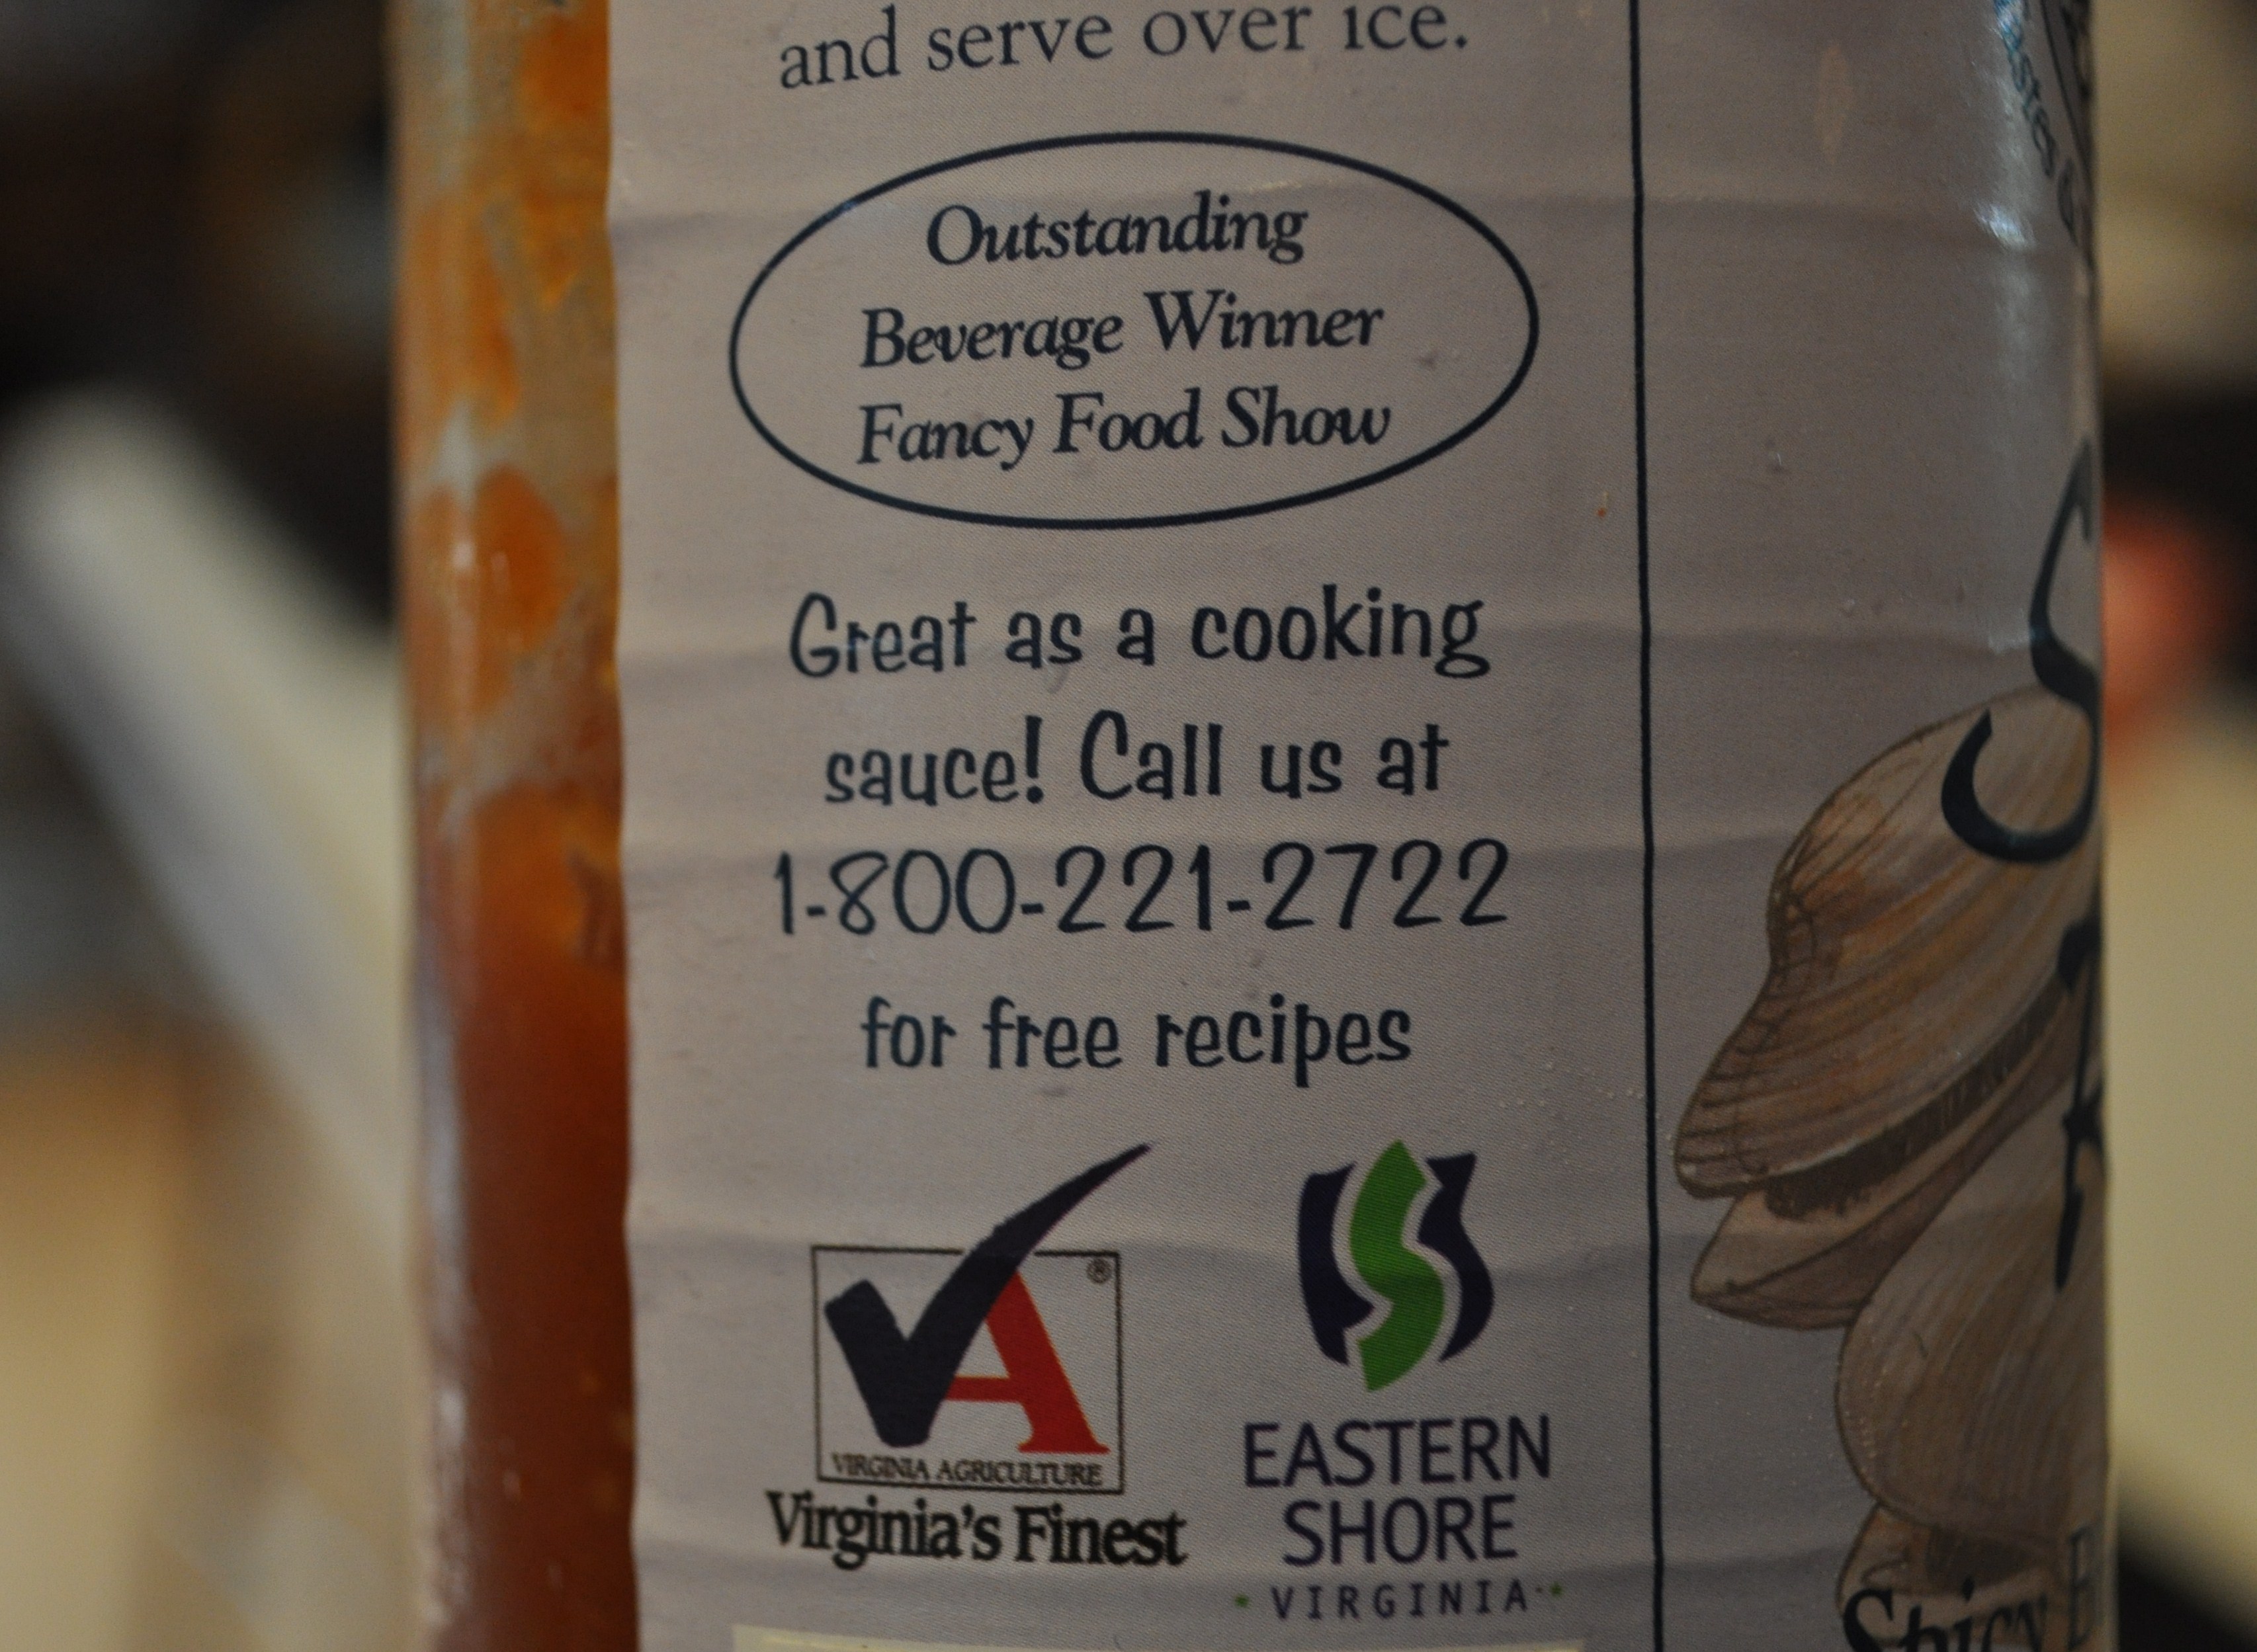 and serve over ice.
Outstanding
Beverage Winner
Fancy Food Show
Great as a cooking
sauce! Call us at
1-800-221-2722
for free recipes
A ®
VIRGINIA AGRICULTURE
Virginia's Finest
EASTERN
SHORE
VIRGINIA
Spicy